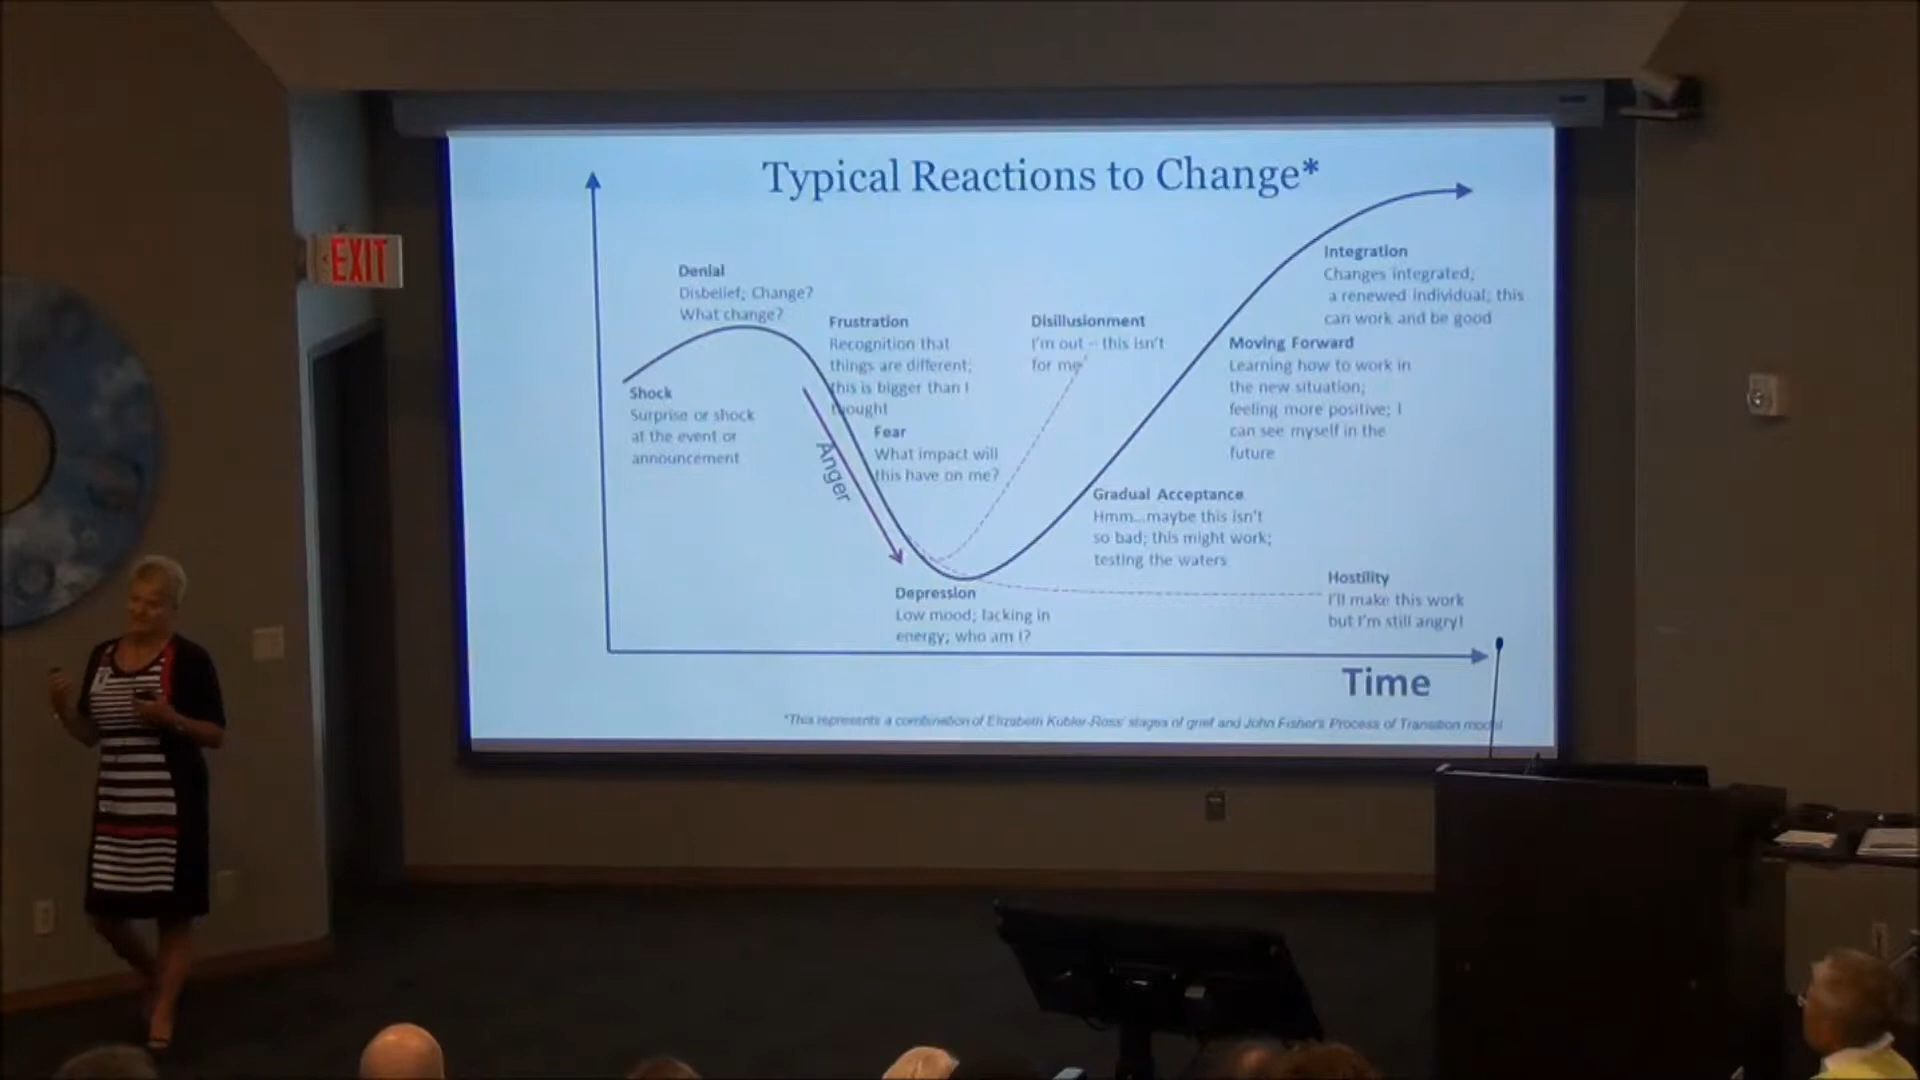 Typical Reactions to Change*
EXIT
Denial
Disbelief; Change?
What change?
Shock
Surprise or shock
at the event or
announcement
Frustration
Recognition that
things are different;
this is bigger than I
thought
Anger
Fear
What impact will
this have on me?
Depression
Low mood; lacking in
energy; who am I?
Disillusionment
I'm out – this isn't
for me
Gradual Acceptance
Hmm...maybe this isn't
so bad; this might work;
testing the waters
Hostility
I'll make this work
but I'm still angry!
Moving Forward
Learning how to work in
the new situation;
feeling more positive; I
can see myself in the
future
Integration
Changes integrated;
a renewed individual; this
can work and be good
Time
*This represents a combination of Elizabeth Kubler-Ross' stages of grief and John Fisher's Process of Transition model